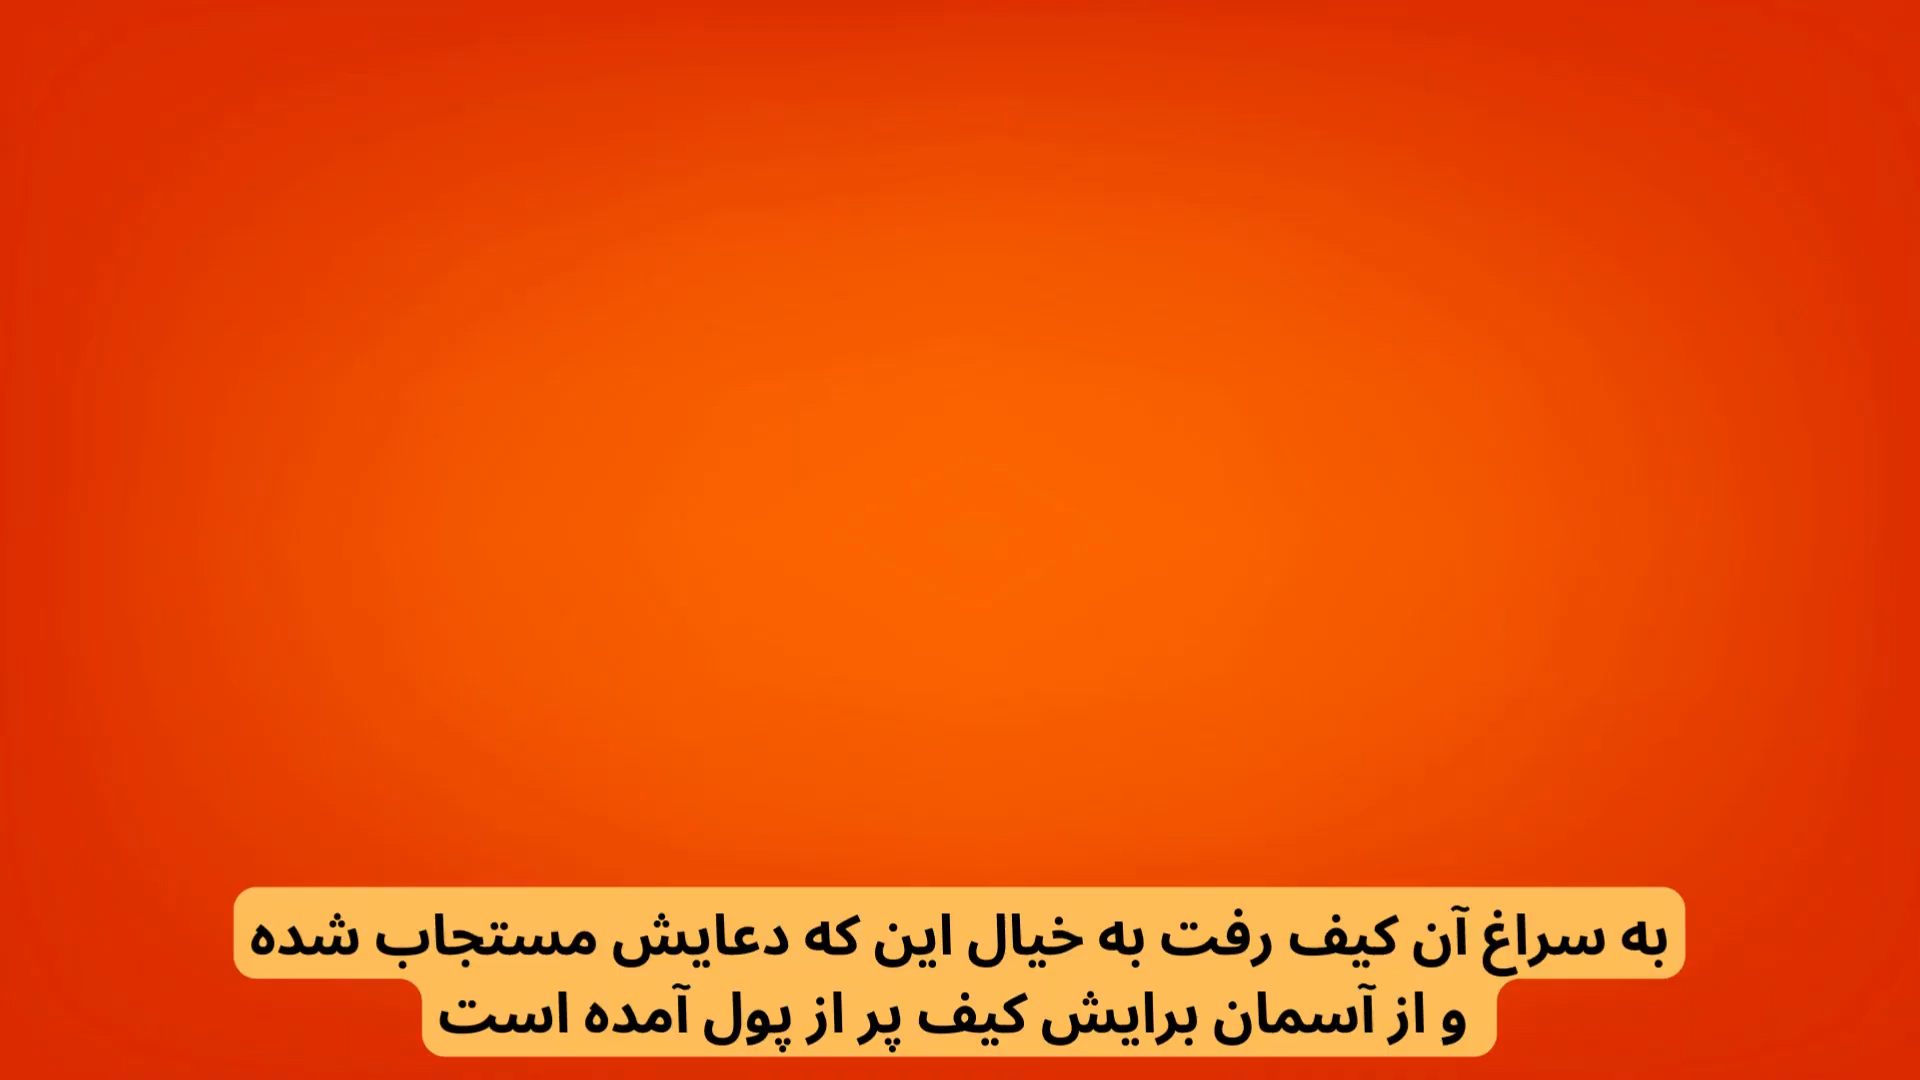 به سراغ آن کیف رفت به خیال این که دعایش مستجاب شده
و از آسمان برایش کیف پر از پول آمده است